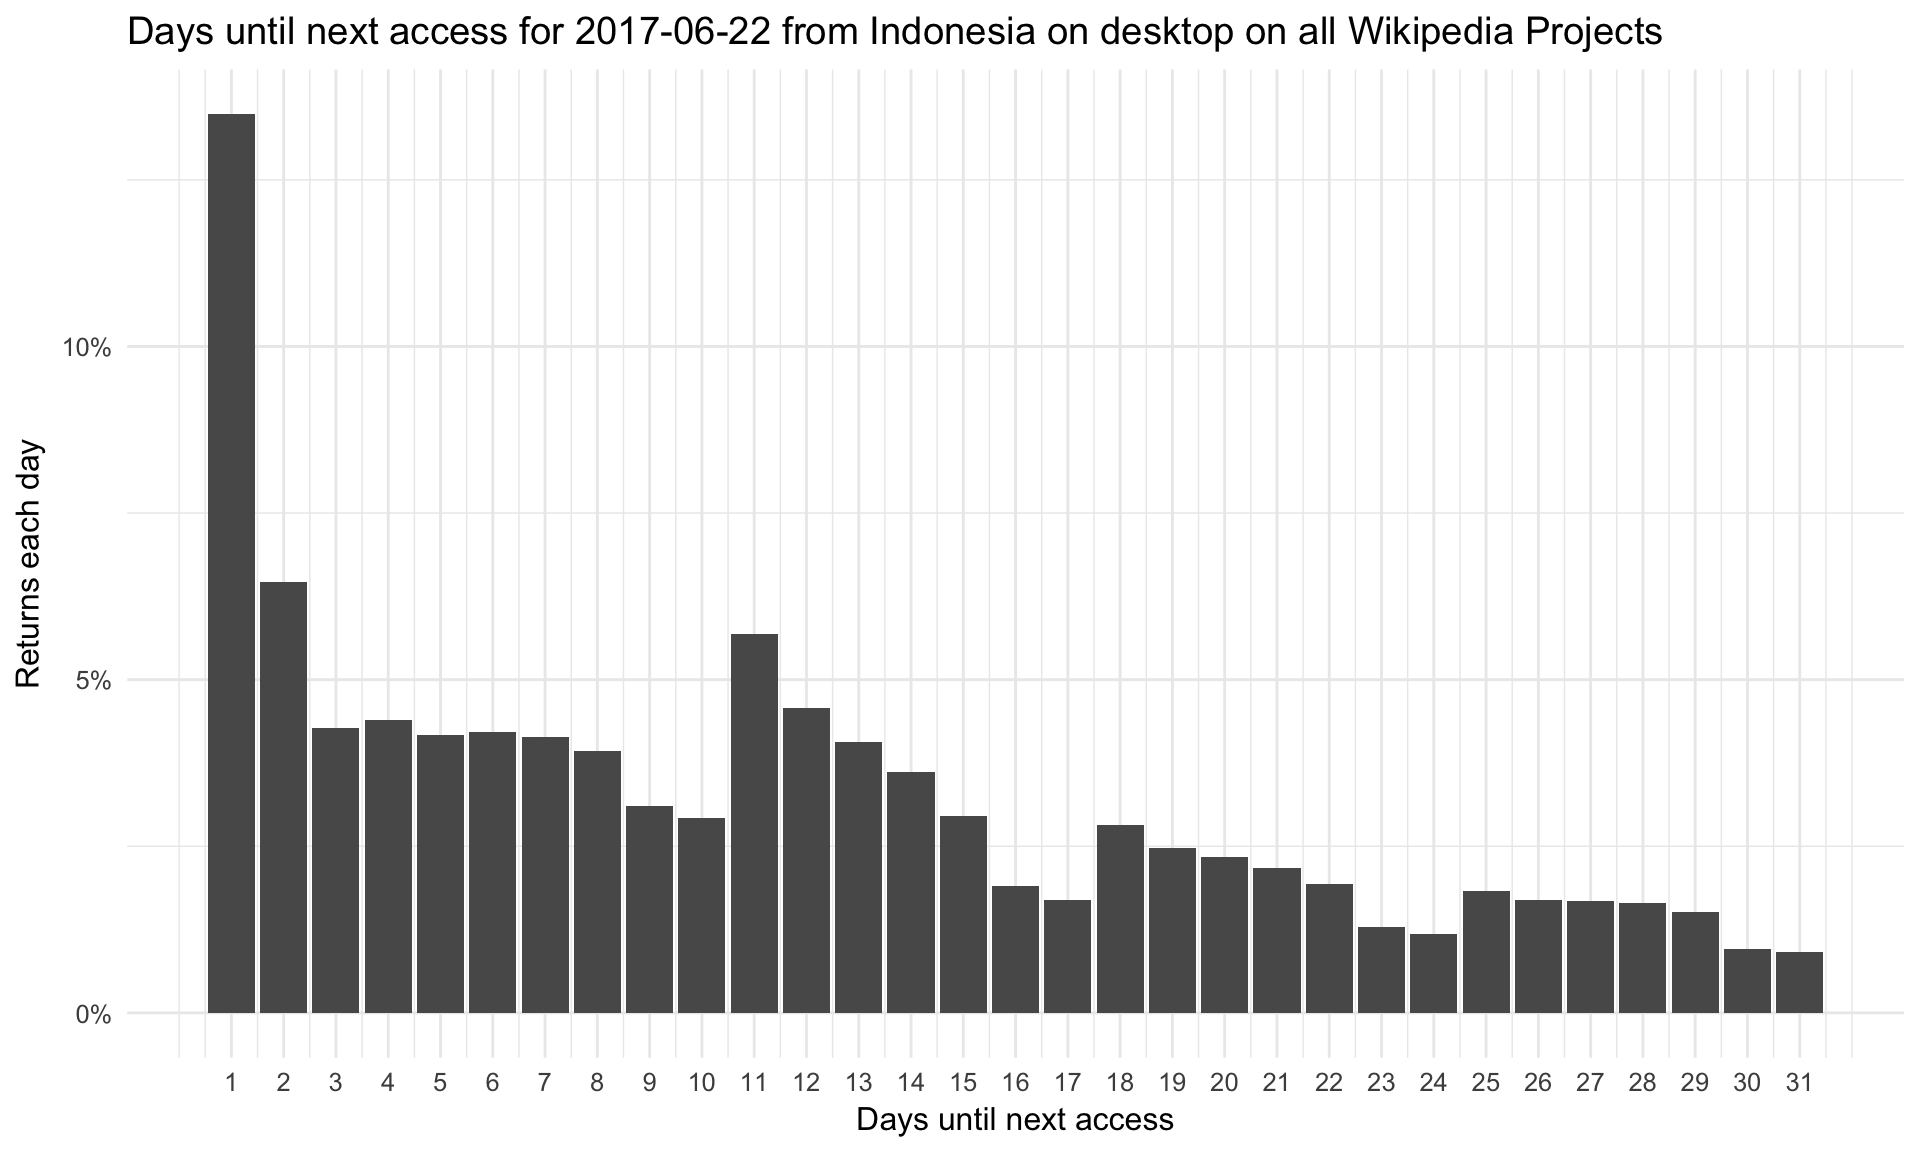 Days until next access for 2017-06-22 from Indonesia on desktop on all Wikipedia Projects
Returns each day
10%
5%
0%
1 2 3 4 5 6 7 8 9 10 11 12 13 14 15 16 17 18 19 20 21 22 23 24 25 26 27 28 29 30 31
Days until next access